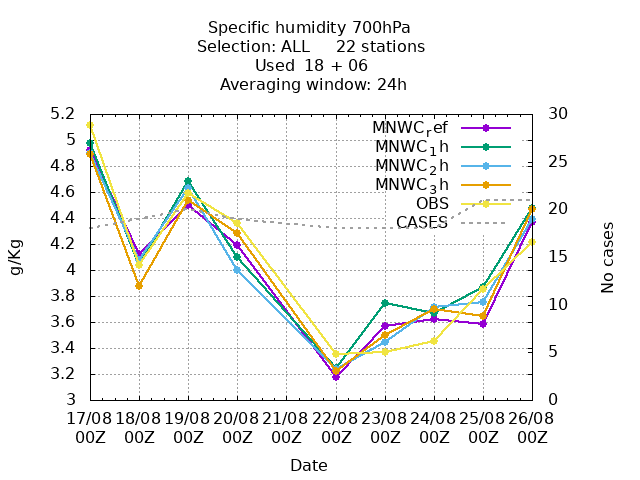 Specific humidity 700hPa
Selection: ALL 22 stations
Used 18 + 06
Averaging window: 24h
5.2
5
4.8
4.6
4.4
4.2
4
3.8
3.6
3.4
3.2
3
g/Kg
MNWC_ref
MNWC_1h
MNWC_2h
MNWC_3h
OBS
CASES
30
25
20
15
10
5
0
No cases
17/08 18/08 19/08 20/08 21/08 22/08 23/08 24/08 25/08 26/08
00Z 00Z 00Z 00Z 00Z 00Z 00Z 00Z 00Z 00Z
Date